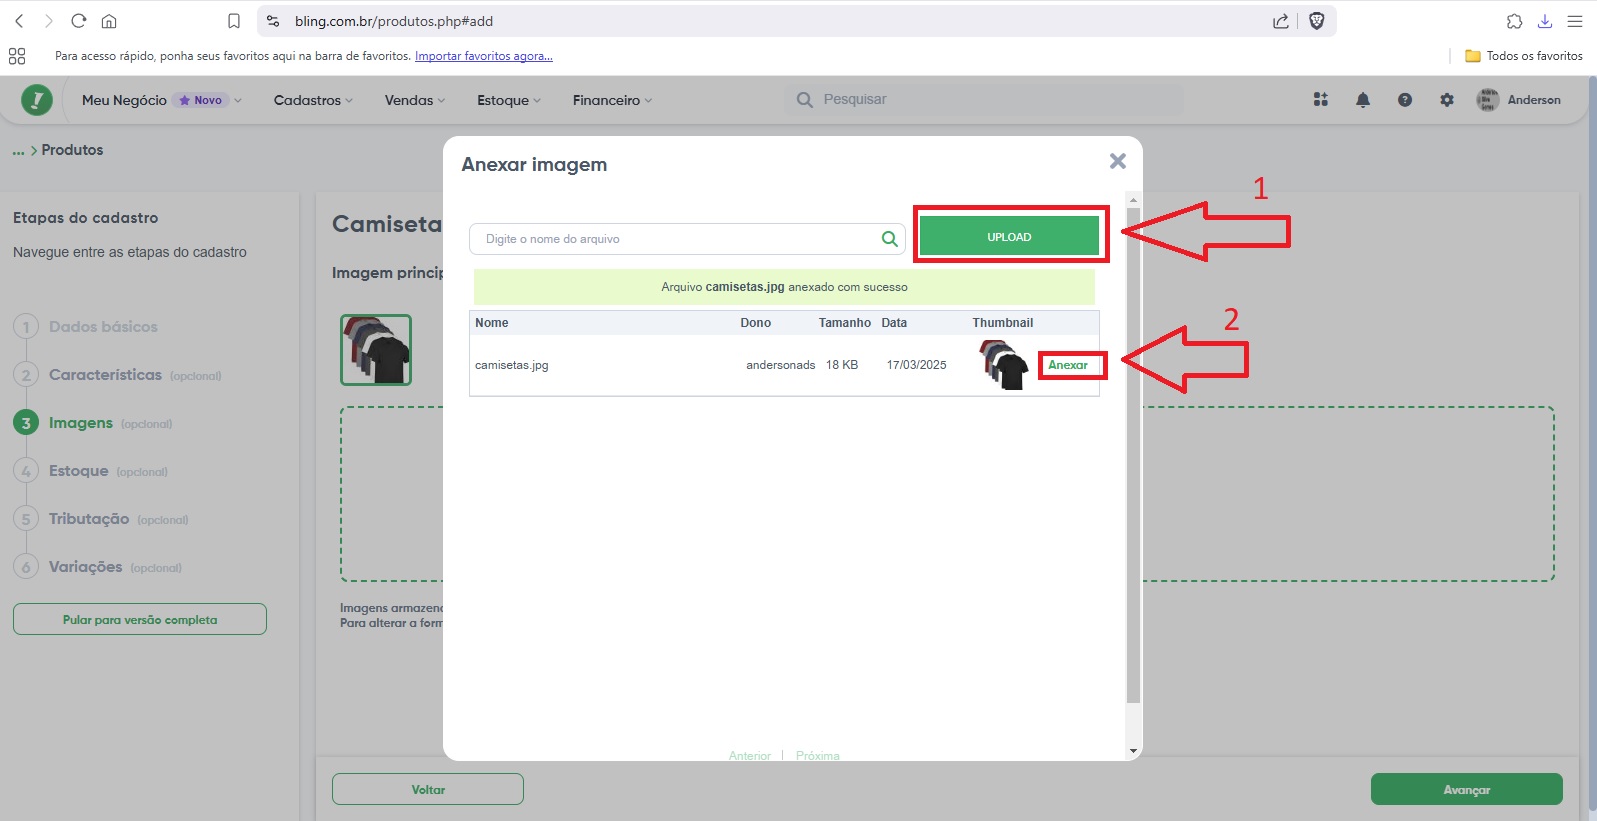 bling.com.br/produtos.php#add
Para acesso rápido, ponha seus favoritos aqui na barra de favoritos. Importar favoritos agora...
Todos os favoritos
Meu Negócio Novo Cadastros Vendas Estoque Financeiro Pesquisar Anderson
... > Produtos
Anexar imagem
1
Etapas do cadastro
Navegue entre as etapas do cadastro
Camiseta
Digite o nome do arquivo
UPLOAD
Imagem princip
Arquivo camisetas.jpg anexado com sucesso
2
Nome Dono Tamanho Data Thumbnail
camisetas.jpg andersonads 18 KB 17/03/2025 Anexar
1 Dados básicos
2 Características (opcional)
3 Imagens (opcional)
4 Estoque (opcional)
5 Tributação (opcional)
6 Variações (opcional)
Pular para versão completa
Imagens armazen
Para alterar a form
Anterior | Próxima
Voltar
Avançar